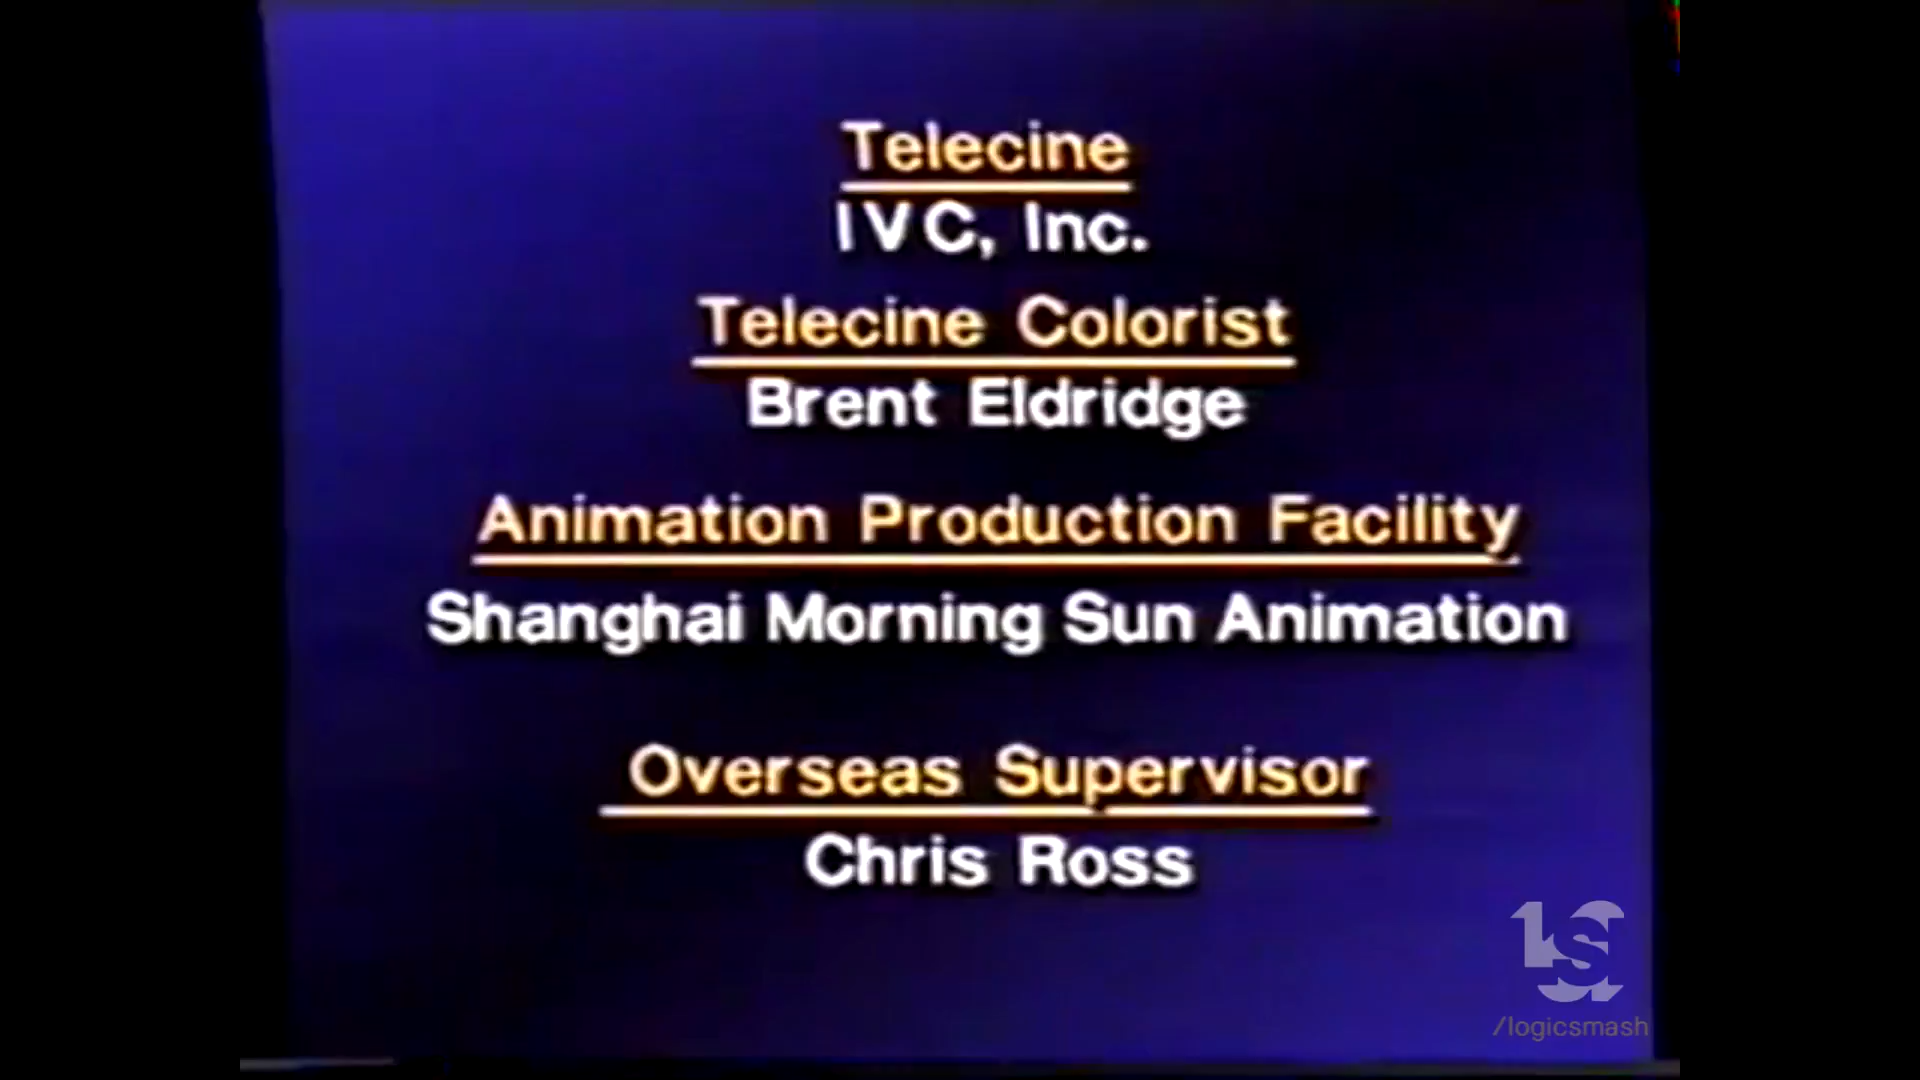 Telecine
IVC, Inc.
Telecine Colorist
Brent Eldridge
Animation Production Facility
Shanghai Morning Sun Animation
Overseas Supervisor
Chris Ross
LS
/logicsmash